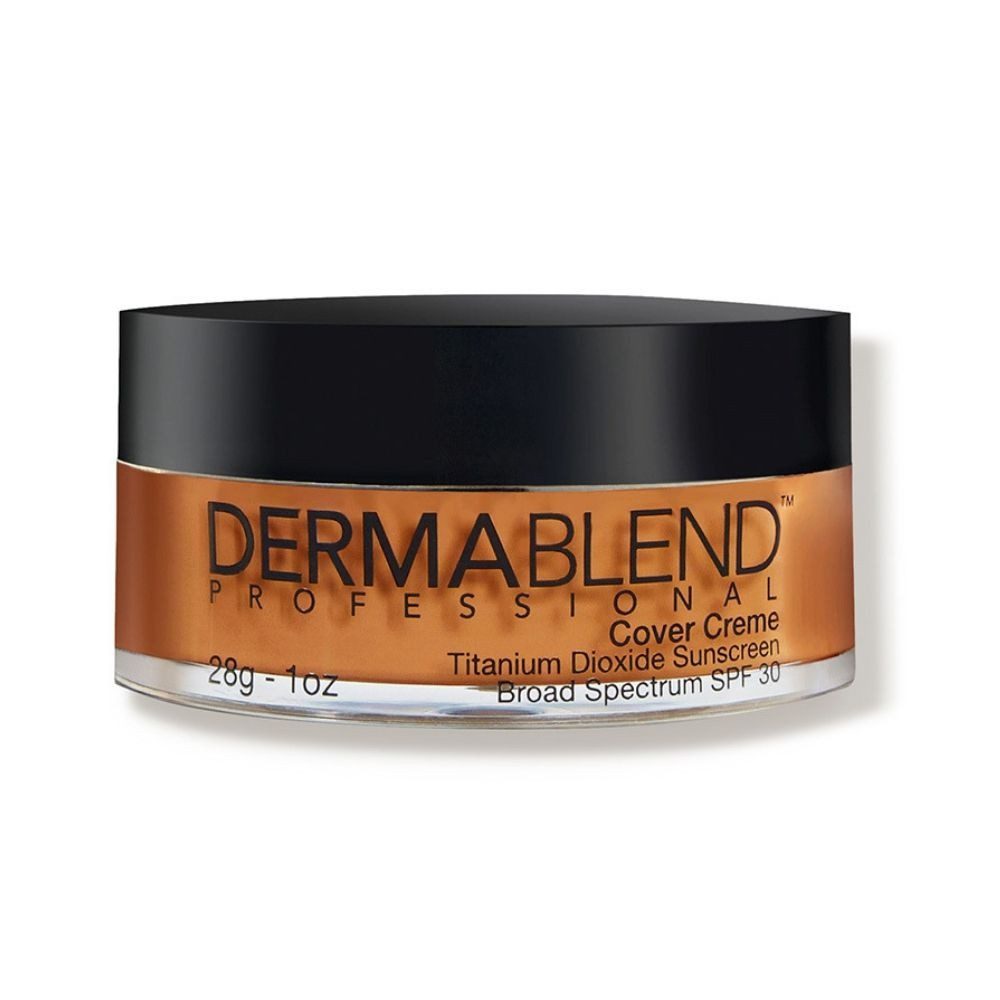 DERMABLEND™
PROFESSIONAL
Cover Creme
Titanium Dioxide Sunscreen
28g - 1oz
Broad Spectrum SPF 30